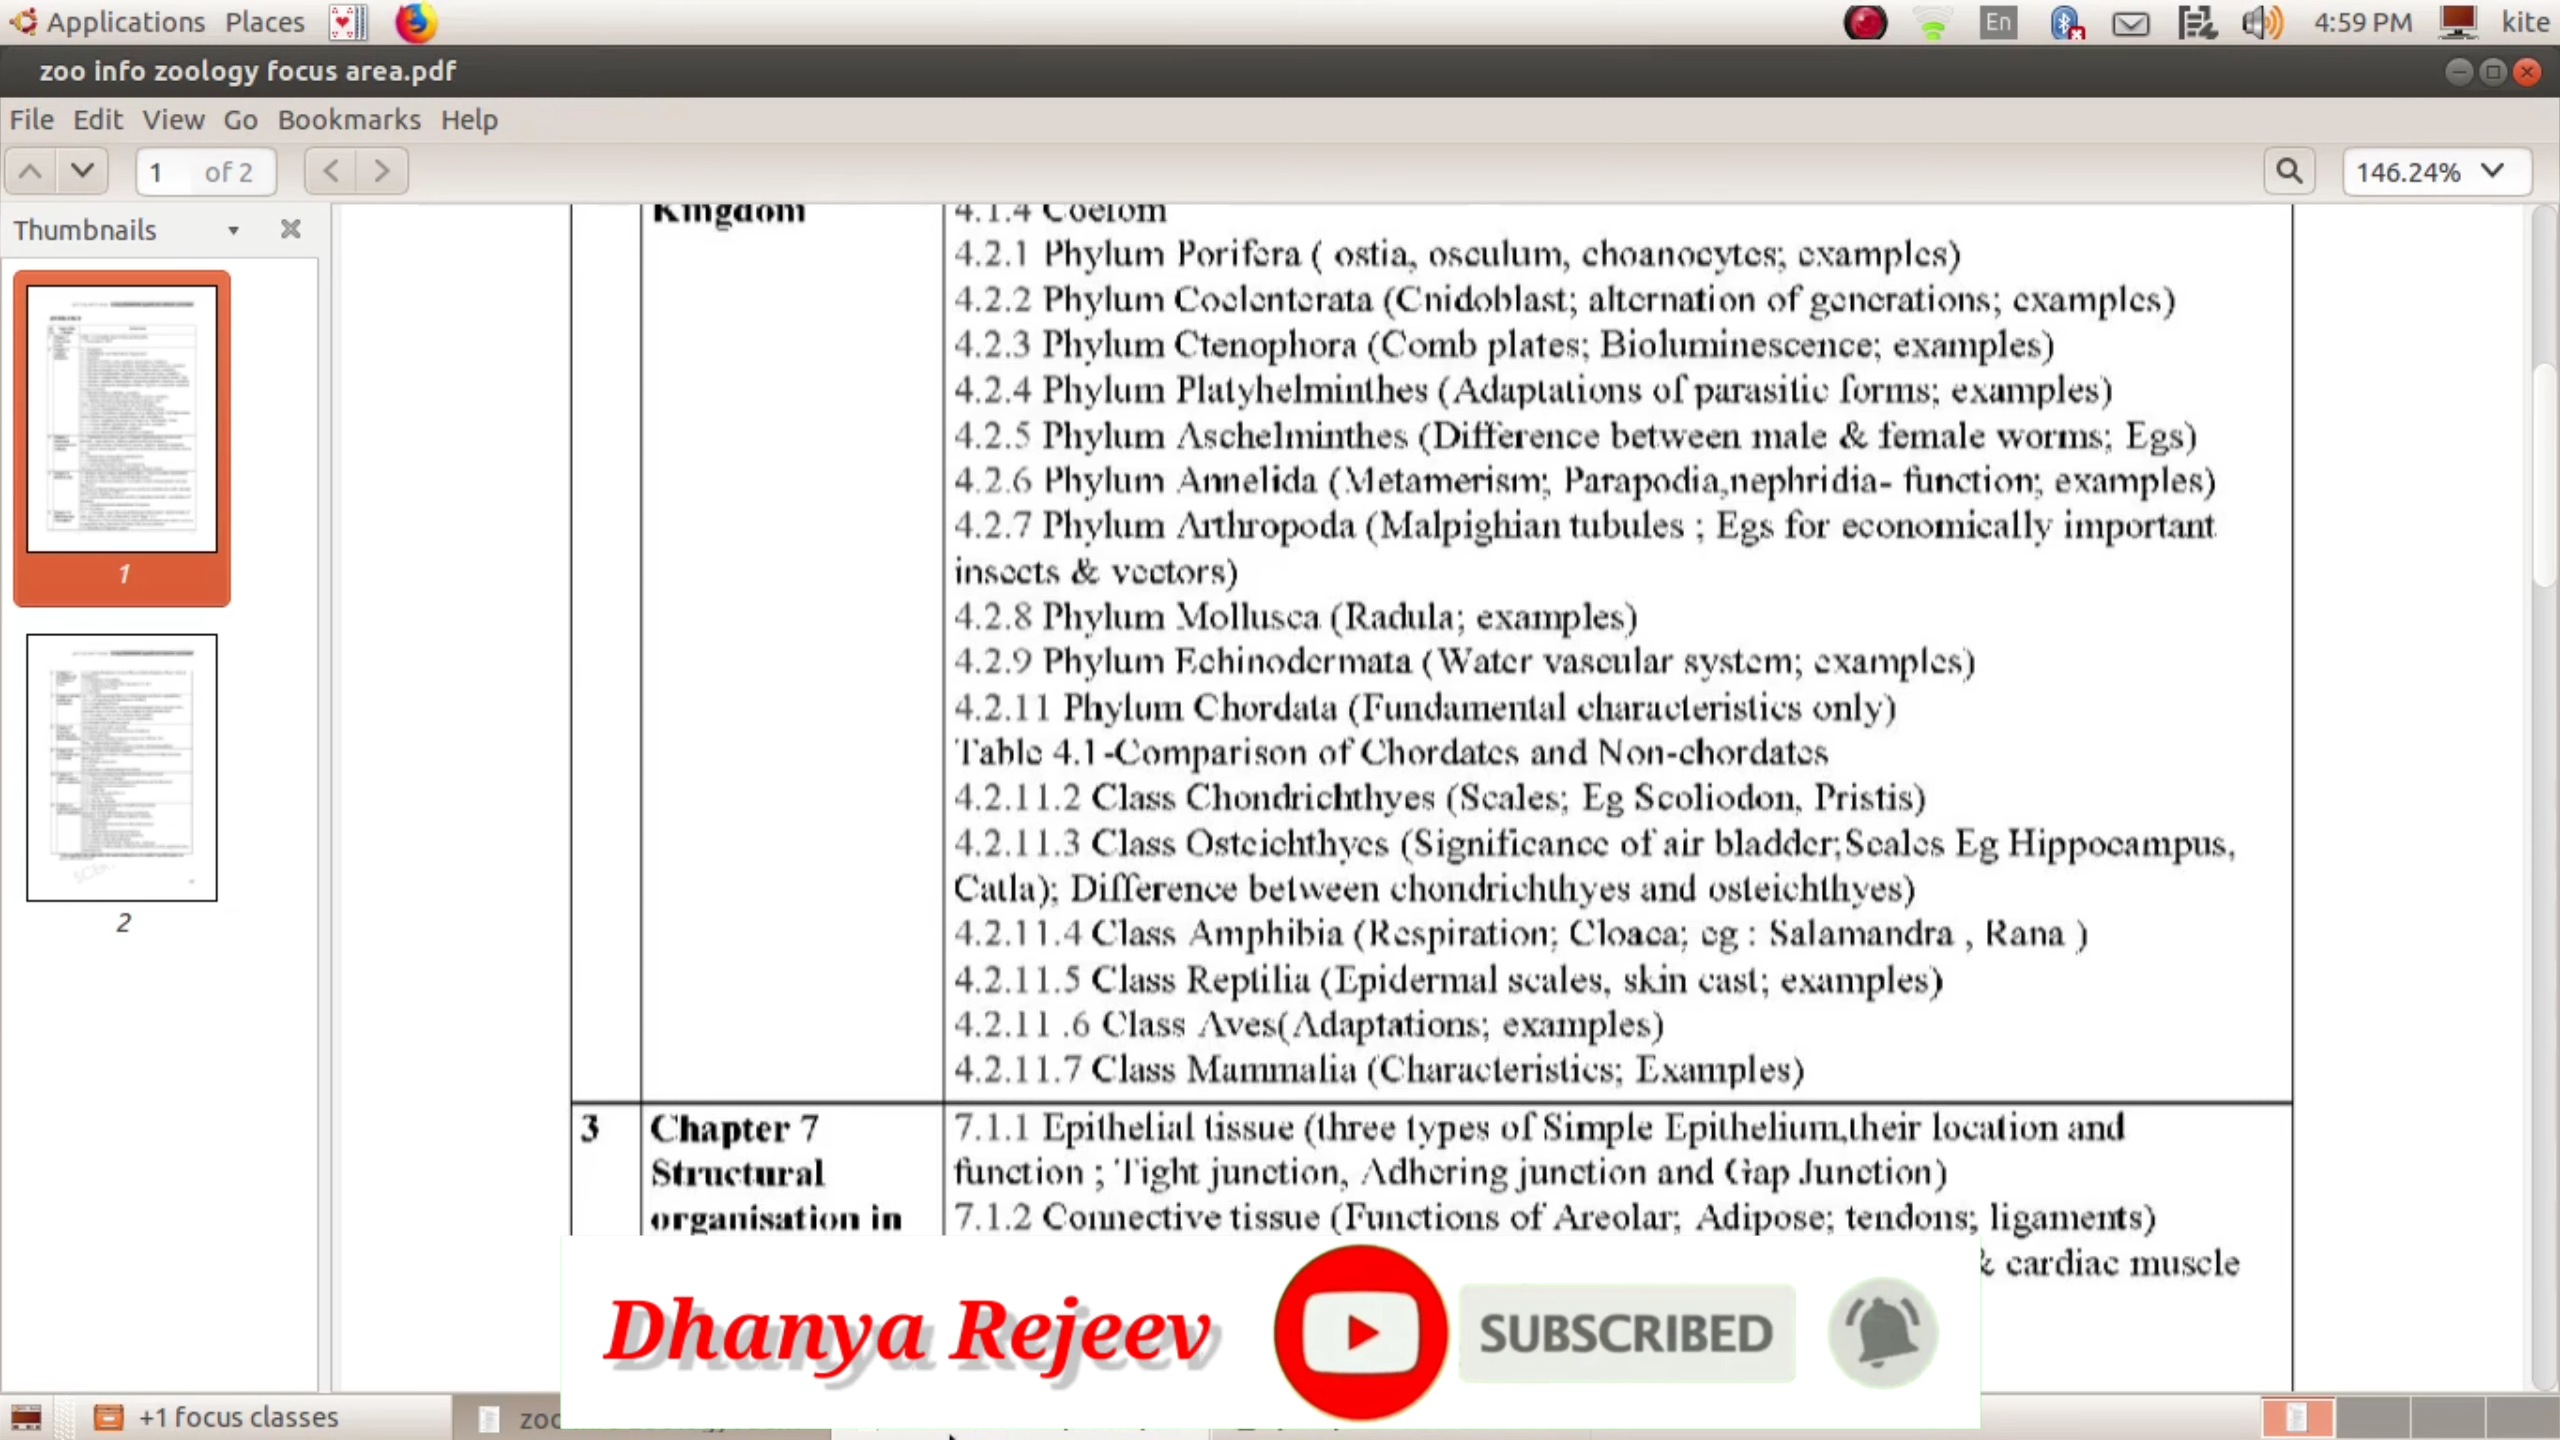 Applications Places En 4:59 PM kite
zoo info zoology focus area.pdf
File Edit View Go Bookmarks Help
1 of 2 146.24%
Thumbnails
1
2
Kingdom
4.1.4 Coelom
4.2.1 Phylum Porifera ( ostia, osculum, choanocytes; examples)
4.2.2 Phylum Coelenterata (Cnidoblast; alternation of generations; examples)
4.2.3 Phylum Ctenophora (Comb plates; Bioluminescence; examples)
4.2.4 Phylum Platyhelminthes (Adaptations of parasitic forms; examples)
4.2.5 Phylum Aschelminthes (Difference between male & female worms; Egs)
4.2.6 Phylum Annelida (Metamerism; Parapodia,nephridia- function; examples)
4.2.7 Phylum Arthropoda (Malpighian tubules ; Egs for economically important
insects & vectors)
4.2.8 Phylum Mollusca (Radula; examples)
4.2.9 Phylum Echinodermata (Water vascular system; examples)
4.2.11 Phylum Chordata (Fundamental characteristics only)
Table 4.1-Comparison of Chordates and Non-chordates
4.2.11.2 Class Chondrichthyes (Scales; Eg Scoliodon, Pristis)
4.2.11.3 Class Osteichthyes (Significance of air bladder;Scales Eg Hippocampus,
Catla); Difference between chondrichthyes and osteichthyes)
4.2.11.4 Class Amphibia (Respiration; Cloaca; eg : Salamandra , Rana )
4.2.11.5 Class Reptilia (Epidermal scales, skin cast; examples)
4.2.11 .6 Class Aves(Adaptations; examples)
4.2.11.7 Class Mammalia (Characteristics; Examples)
3 Chapter 7
Structural
organisation in
7.1.1 Epithelial tissue (three types of Simple Epithelium,their location and
function ; Tight junction, Adhering junction and Gap Junction)
7.1.2 Connective tissue (Functions of Areolar; Adipose; tendons; ligaments)
& cardiac muscle
Dhanya Rejeev SUBSCRIBED
+1 focus classes